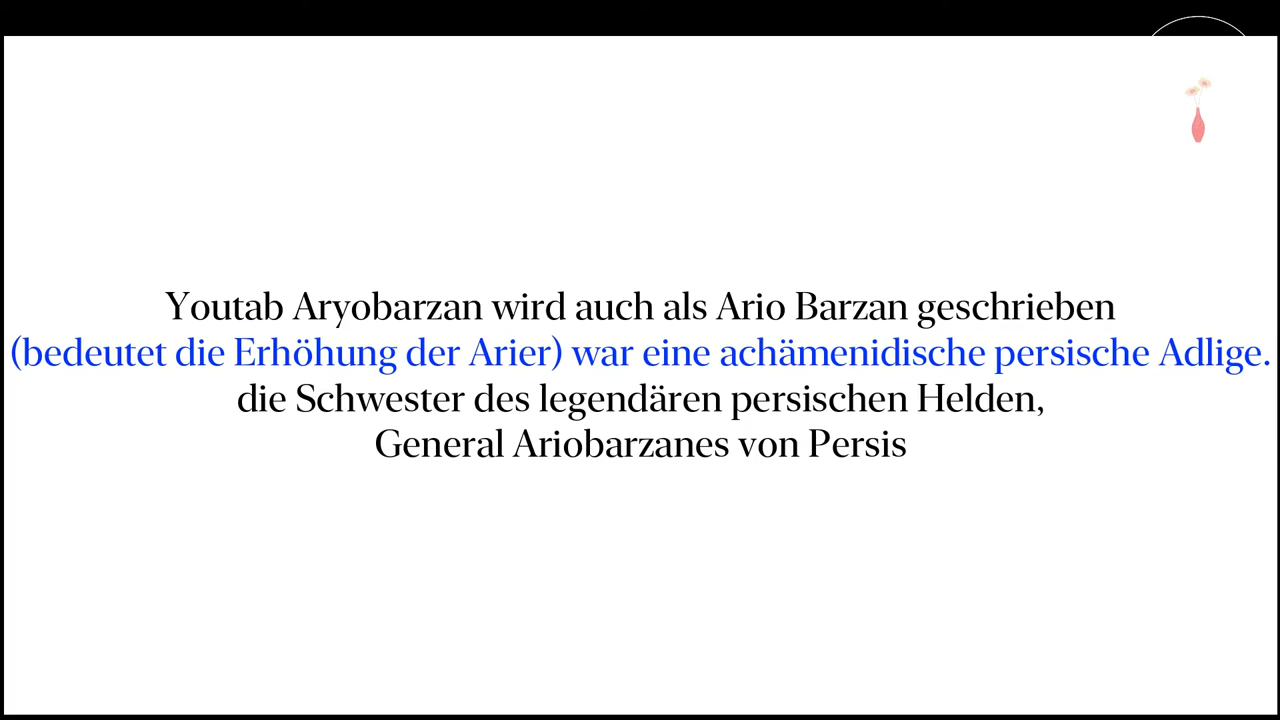 Youtab Aryobarzan wird auch als Ario Barzan geschrieben
(bedeutet die Erhöhung der Arier) war eine achämenidische persische Adlige.
die Schwester des legendären persischen Helden,
General Ariobarzanes von Persis